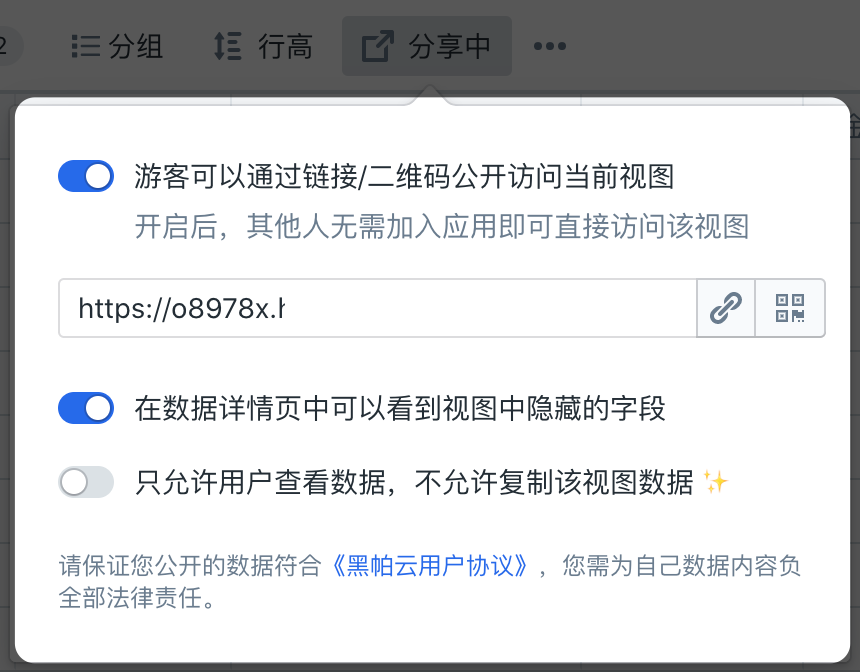 2 分组 行高 分享中
游客可以通过链接/二维码公开访问当前视图
开启后，其他人无需加入应用即可直接访问该视图
https://o8978x.h
在数据详情页中可以看到视图中隐藏的字段
只允许用户查看数据，不允许复制该视图数据 ✨
请保证您公开的数据符合《黑帕云用户协议》，您需为自己数据内容负
全部法律责任。